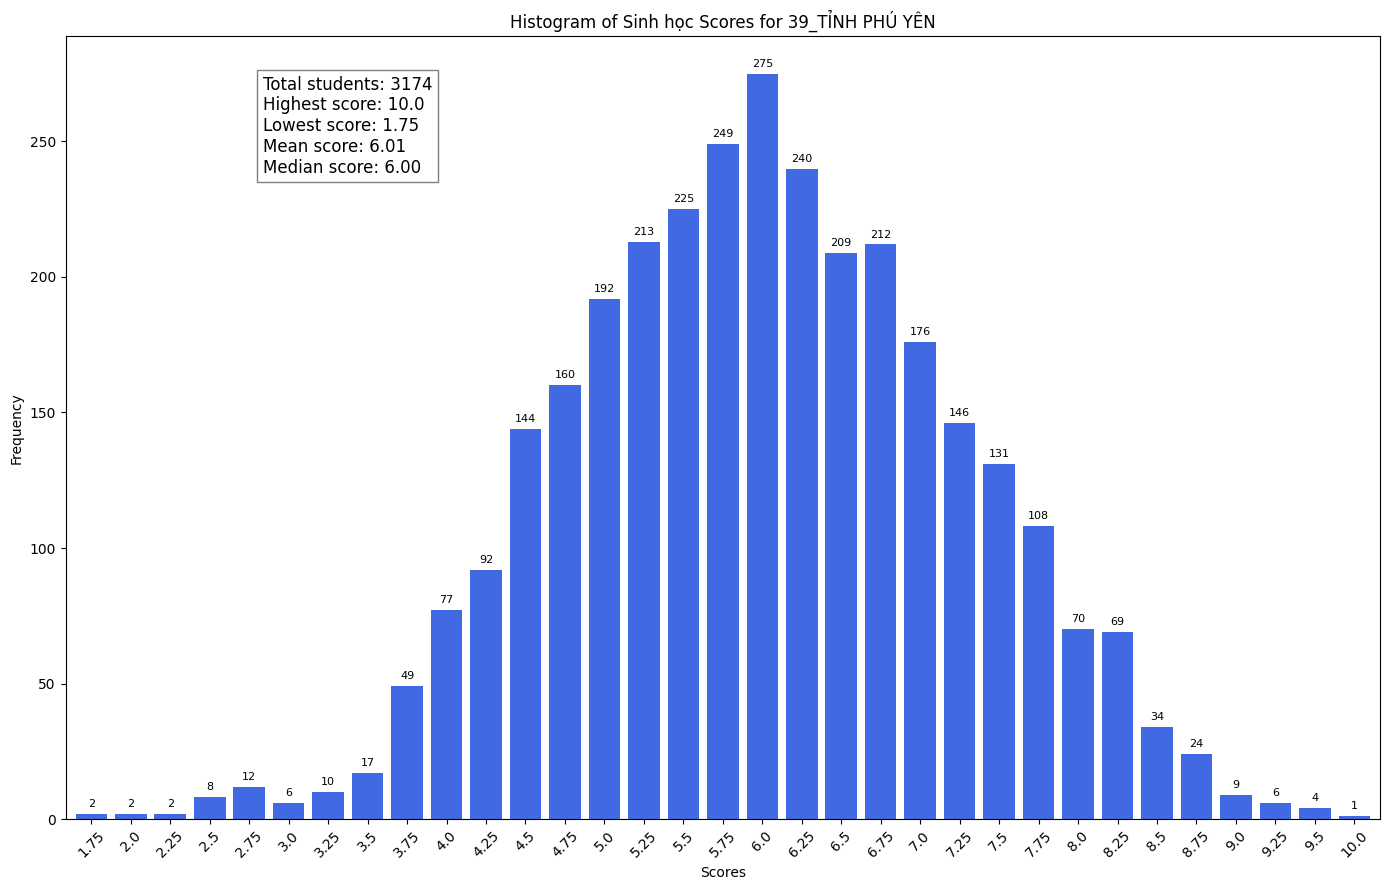 Histogram of Sinh học Scores for 39_TỈNH PHÚ YÊN
Total students: 3174
Highest score: 10.0
Lowest score: 1.75
Mean score: 6.01
Median score: 6.00
Frequency
250
200
150
100
50
0
2 2 2 8 12 6 10 17 49 77 92 144 160 192 213 225 249 275 240 209 212 176 146 131 108 70 69 34 24 9 6 4 1
1.75 2.0 2.25 2.5 2.75 3.0 3.25 3.5 3.75 4.0 4.25 4.5 4.75 5.0 5.25 5.5 5.75 6.0 6.25 6.5 6.75 7.0 7.25 7.5 7.75 8.0 8.25 8.5 8.75 9.0 9.25 9.5 10.0
Scores